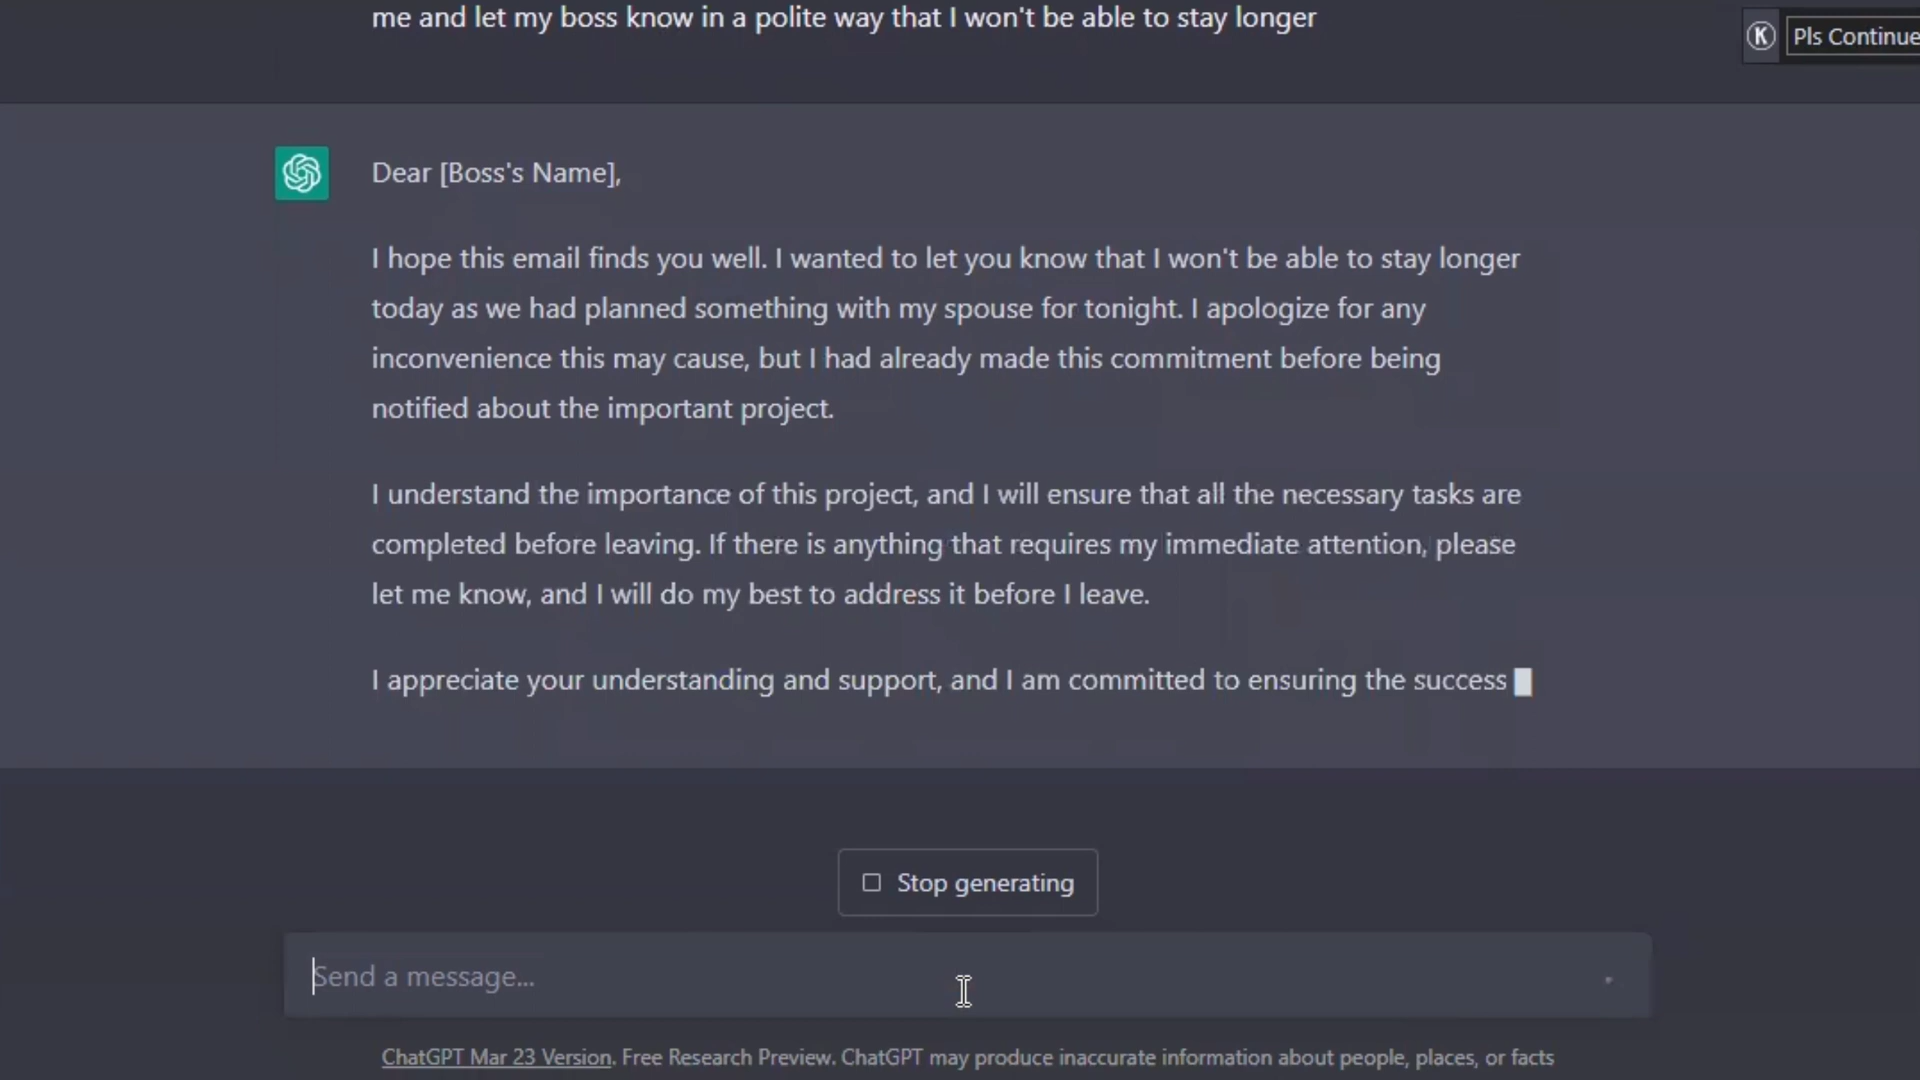 me and let my boss know in a polite way that I won't be able to stay longer
K Pls Continue
Dear [Boss's Name],
I hope this email finds you well. I wanted to let you know that I won't be able to stay longer
today as we had planned something with my spouse for tonight. I apologize for any
inconvenience this may cause, but I had already made this commitment before being
notified about the important project.
I understand the importance of this project, and I will ensure that all the necessary tasks are
completed before leaving. If there is anything that requires my immediate attention, please
let me know, and I will do my best to address it before I leave.
I appreciate your understanding and support, and I am committed to ensuring the success
Stop generating
Send a message...
ChatGPT Mar 23 Version. Free Research Preview. ChatGPT may produce inaccurate information about people, places, or facts